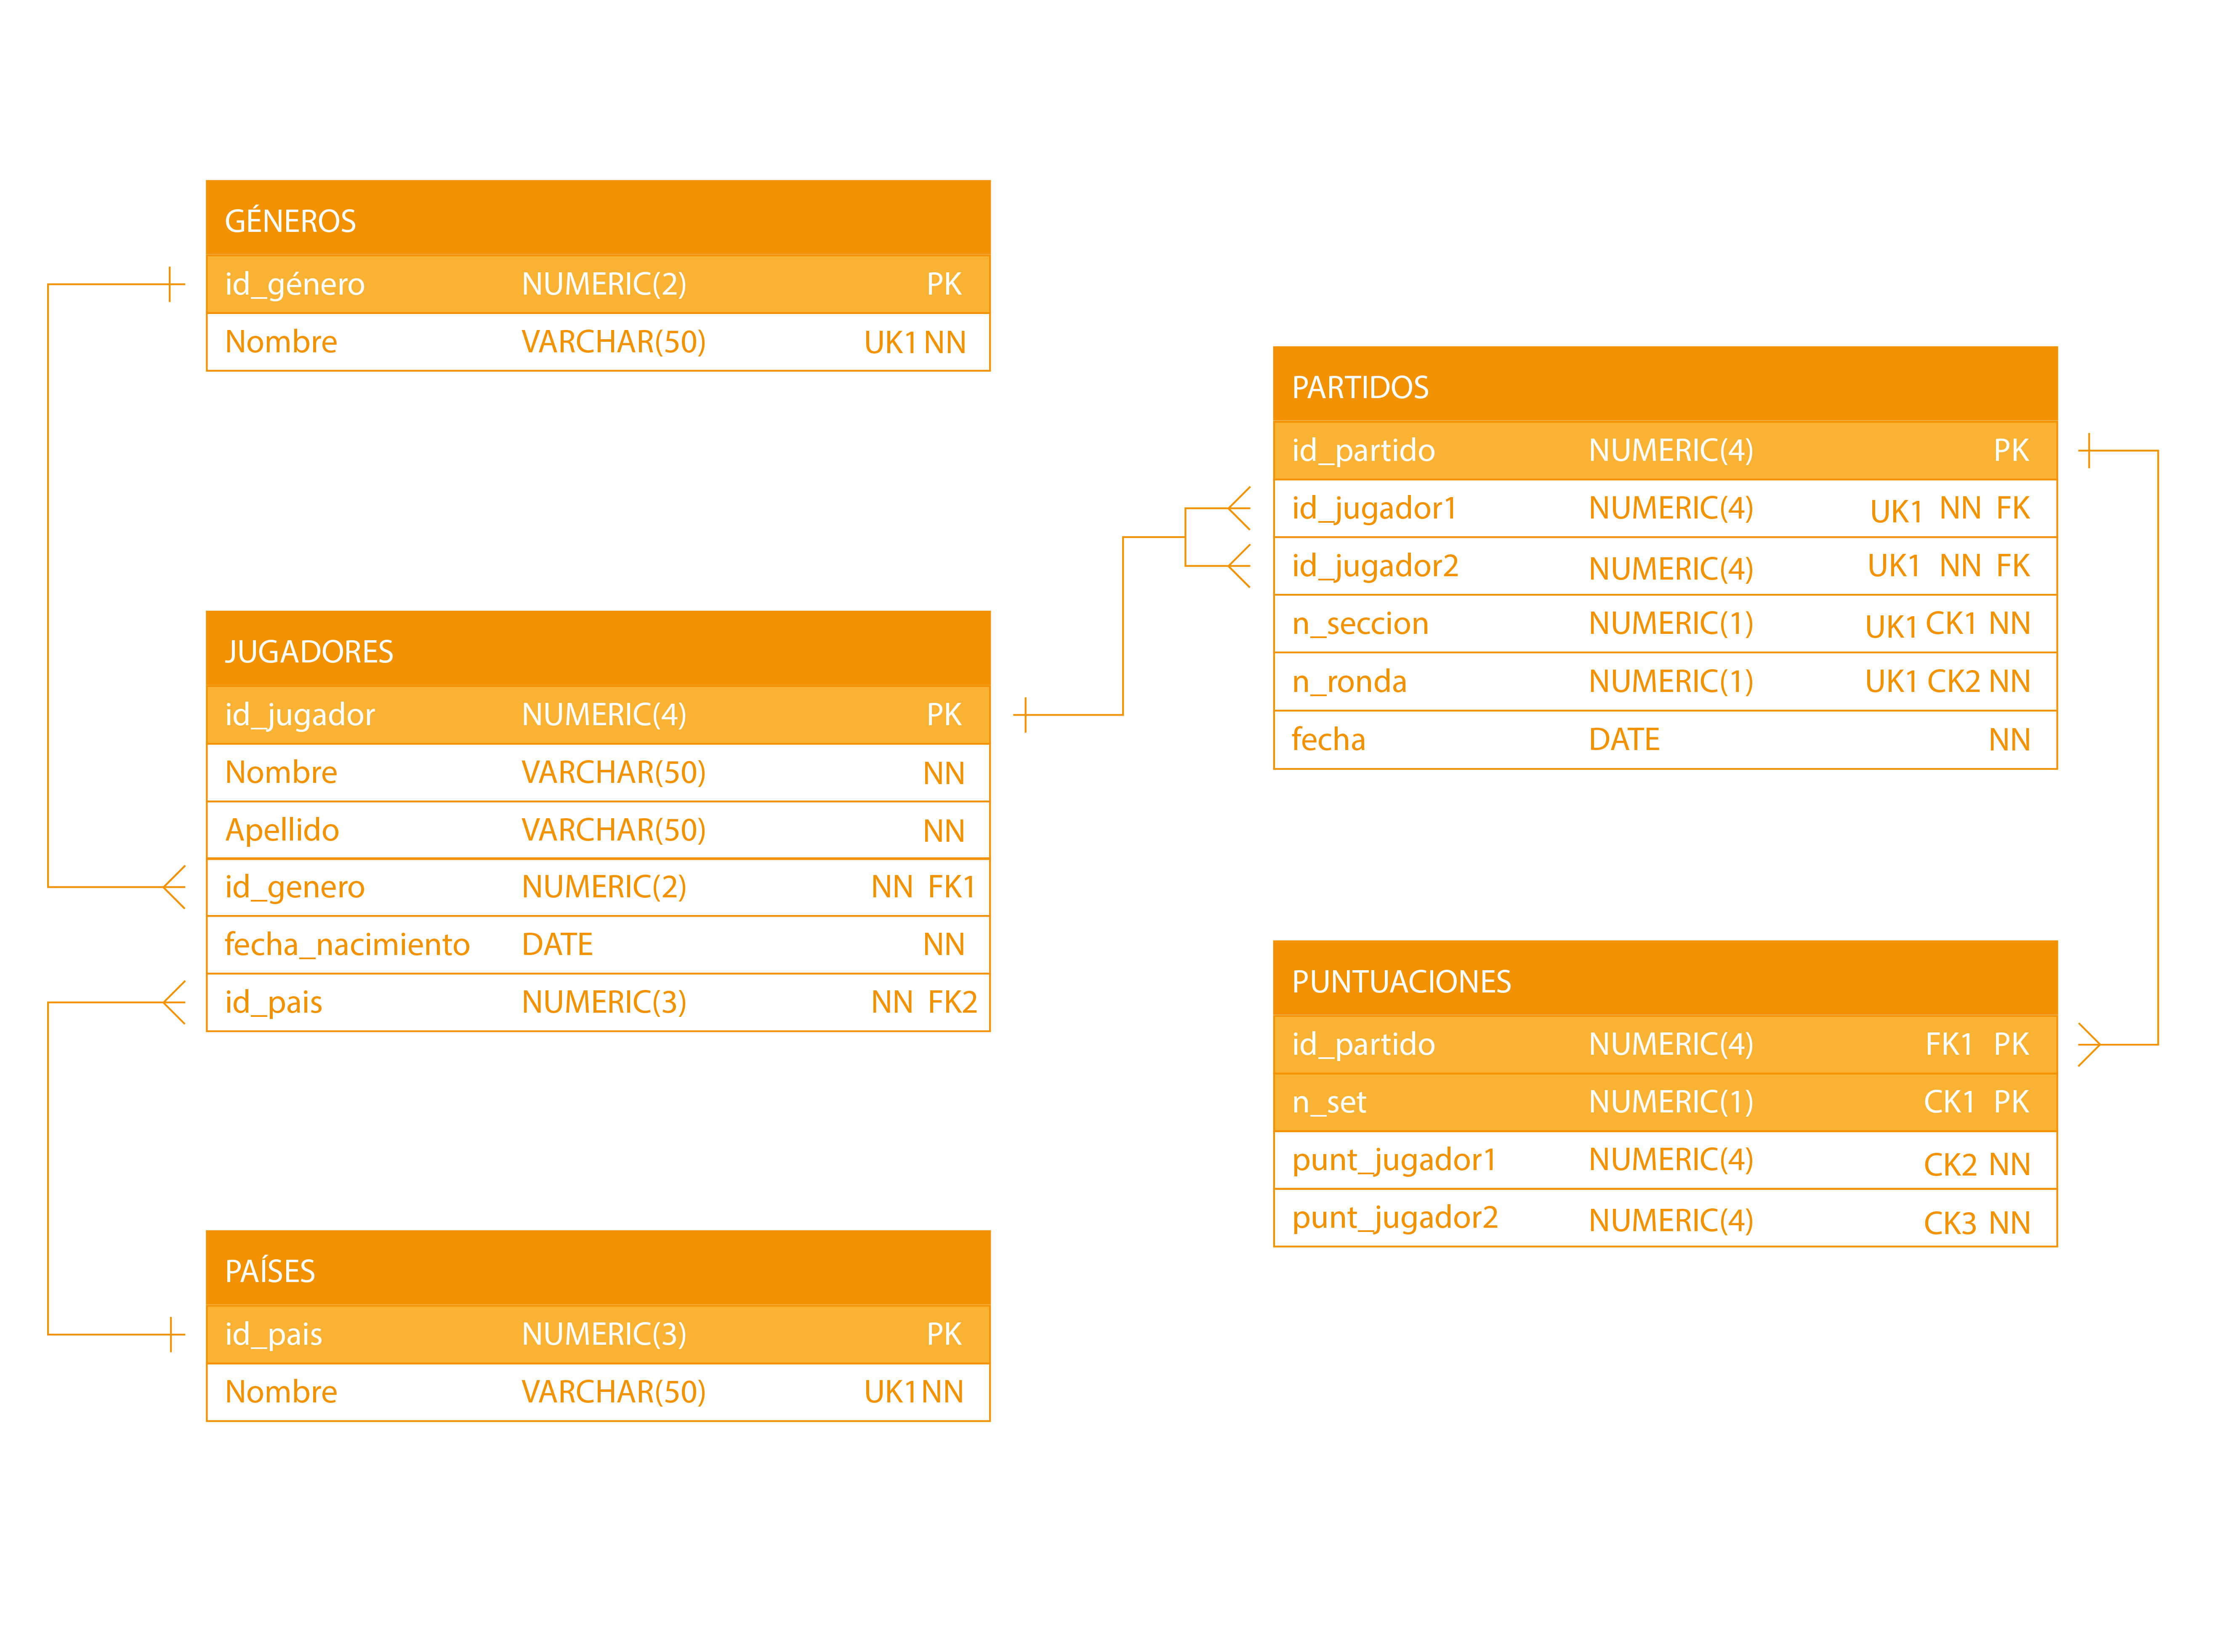 GÉNEROS
id_género NUMERIC(2) PK
Nombre VARCHAR(50) UK1 NN
JUGADORES
id_jugador NUMERIC(4) PK
Nombre VARCHAR(50) NN
Apellido VARCHAR(50) NN
id_genero NUMERIC(2) NN FK1
fecha_nacimiento DATE NN
id_pais NUMERIC(3) NN FK2
PAÍSES
id_pais NUMERIC(3) PK
Nombre VARCHAR(50) UK1 NN
PARTIDOS
id_partido NUMERIC(4) PK
id_jugador1 NUMERIC(4) UK1 NN FK
id_jugador2 NUMERIC(4) UK1 NN FK
n_seccion NUMERIC(1) UK1 CK1 NN
n_ronda NUMERIC(1) UK1 CK2 NN
fecha DATE NN
PUNTUACIONES
id_partido NUMERIC(4) FK1 PK
n_set NUMERIC(1) CK1 PK
punt_jugador1 NUMERIC(4) CK2 NN
punt_jugador2 NUMERIC(4) CK3 NN